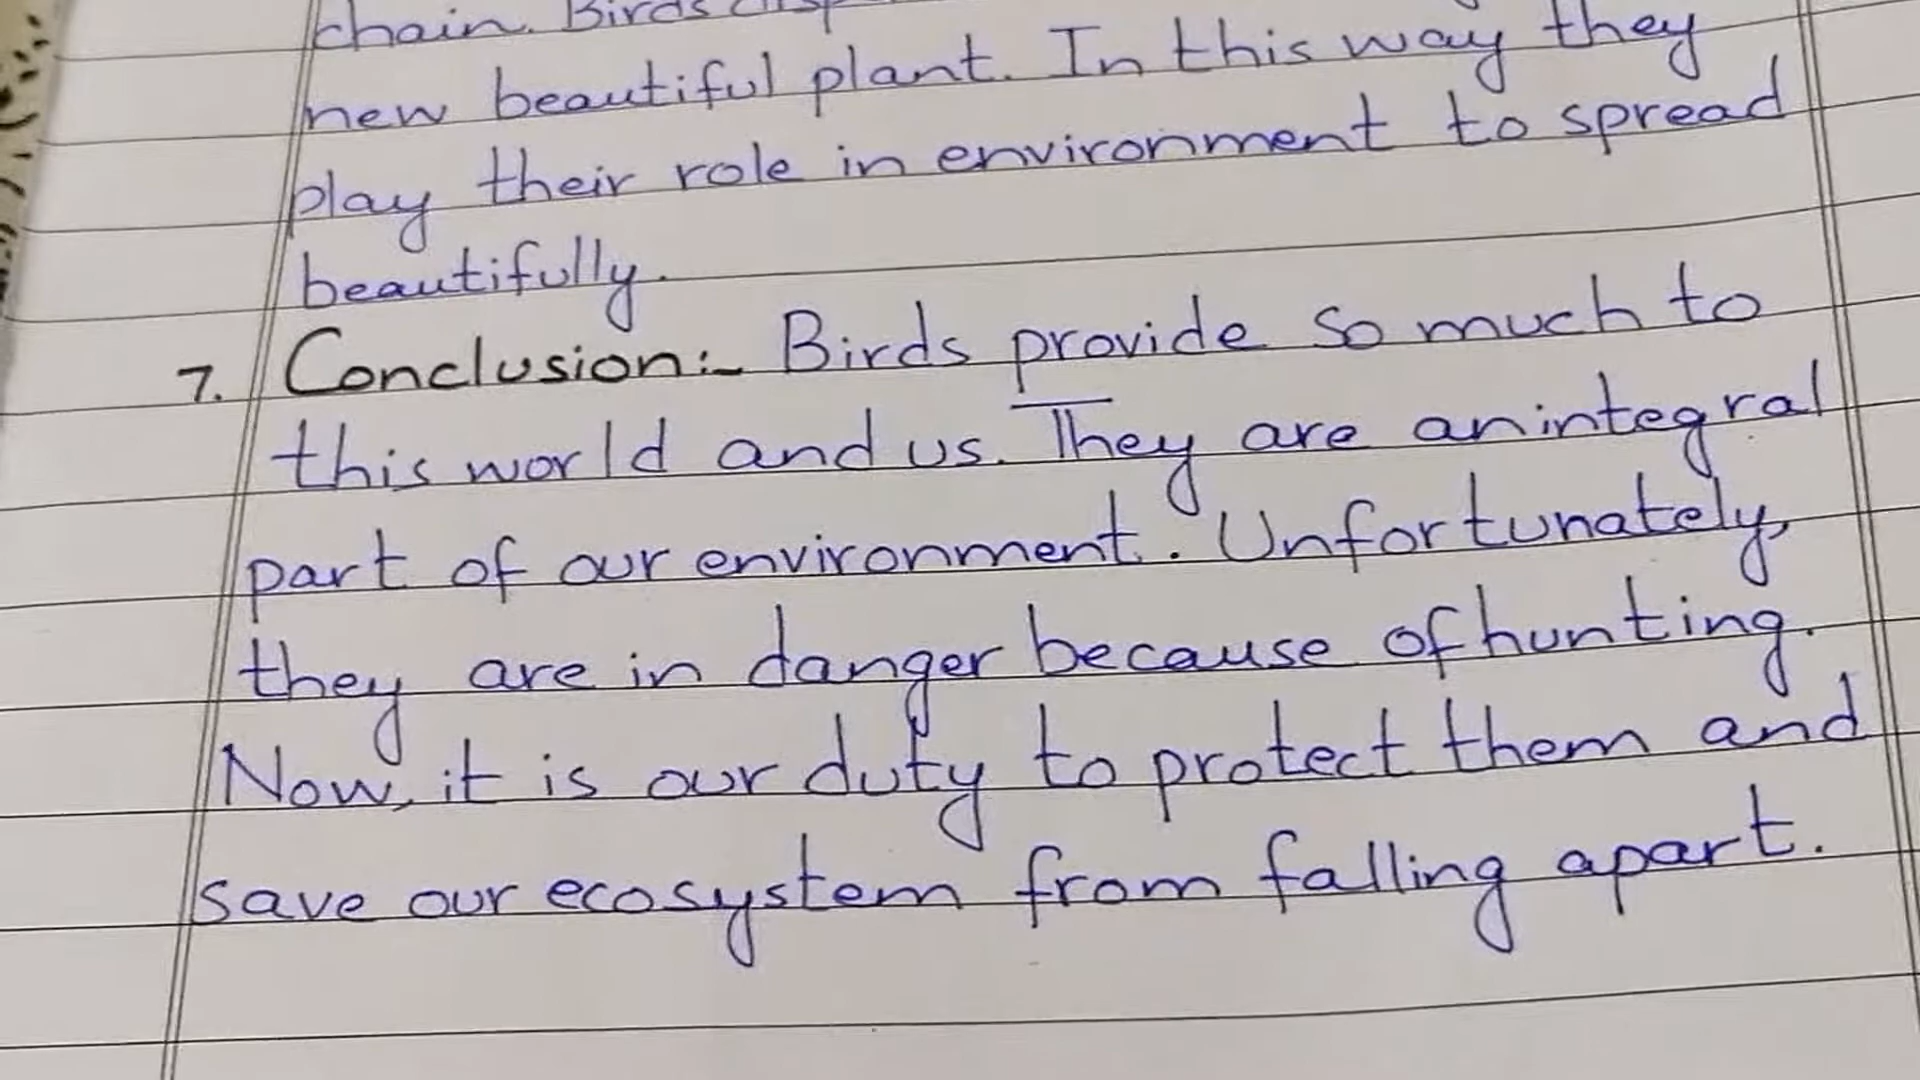 chain. Birds
new beautiful plant. In this way they
play their role in environment to spread
beautifully.
7. Conclusion:- Birds provide so much to
this world and us. They are an integral
part of our environment. Unfortunately,
they are in danger because of hunting.
Now, it is our duty to protect them and
save our ecosystem from falling apart.